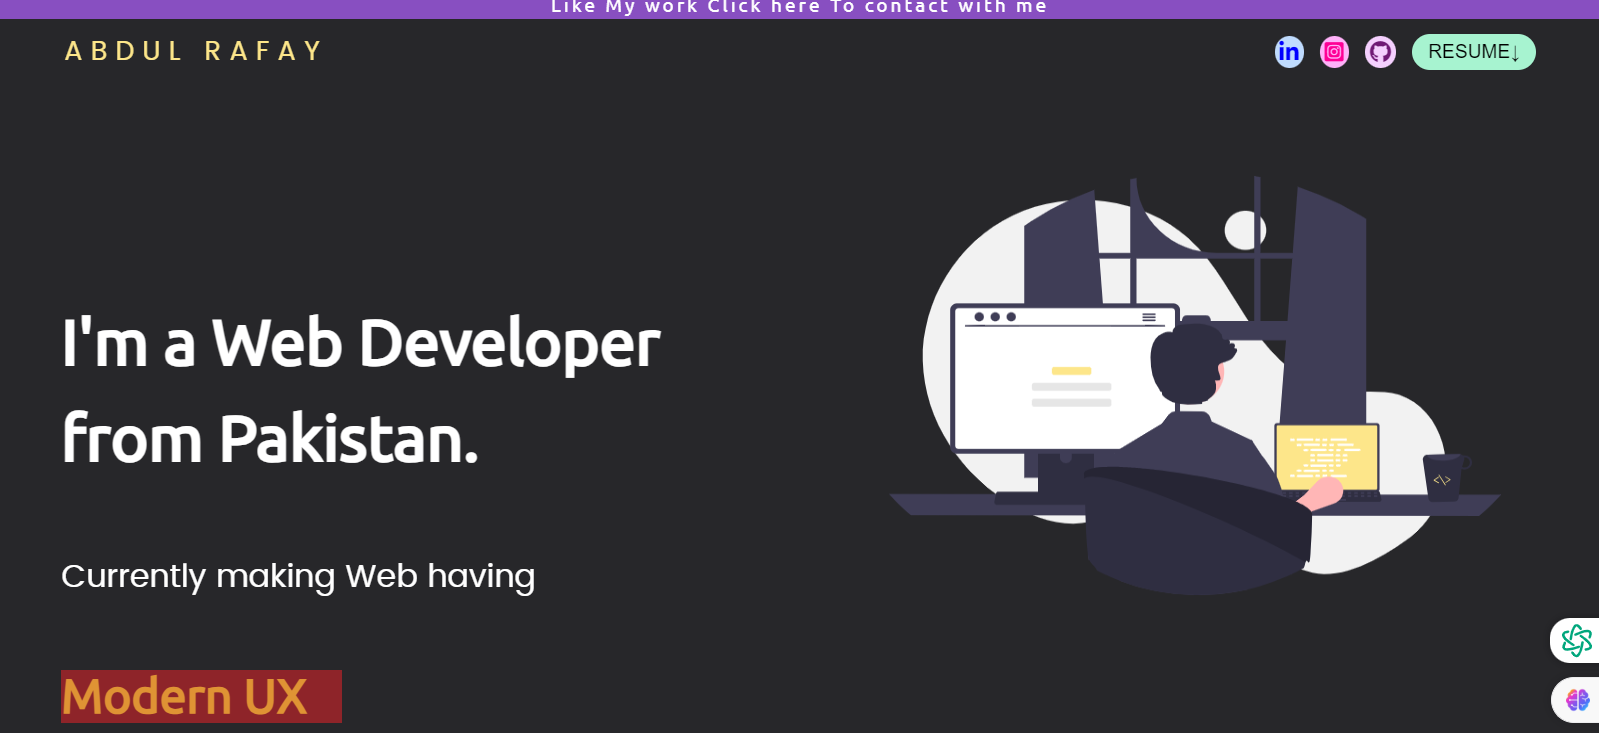 Like My work Click here To contact with me
ABDUL RAFAY
in
RESUME↓
I'm a Web Developer
from Pakistan.
Currently making Web having
Modern UX
<\>